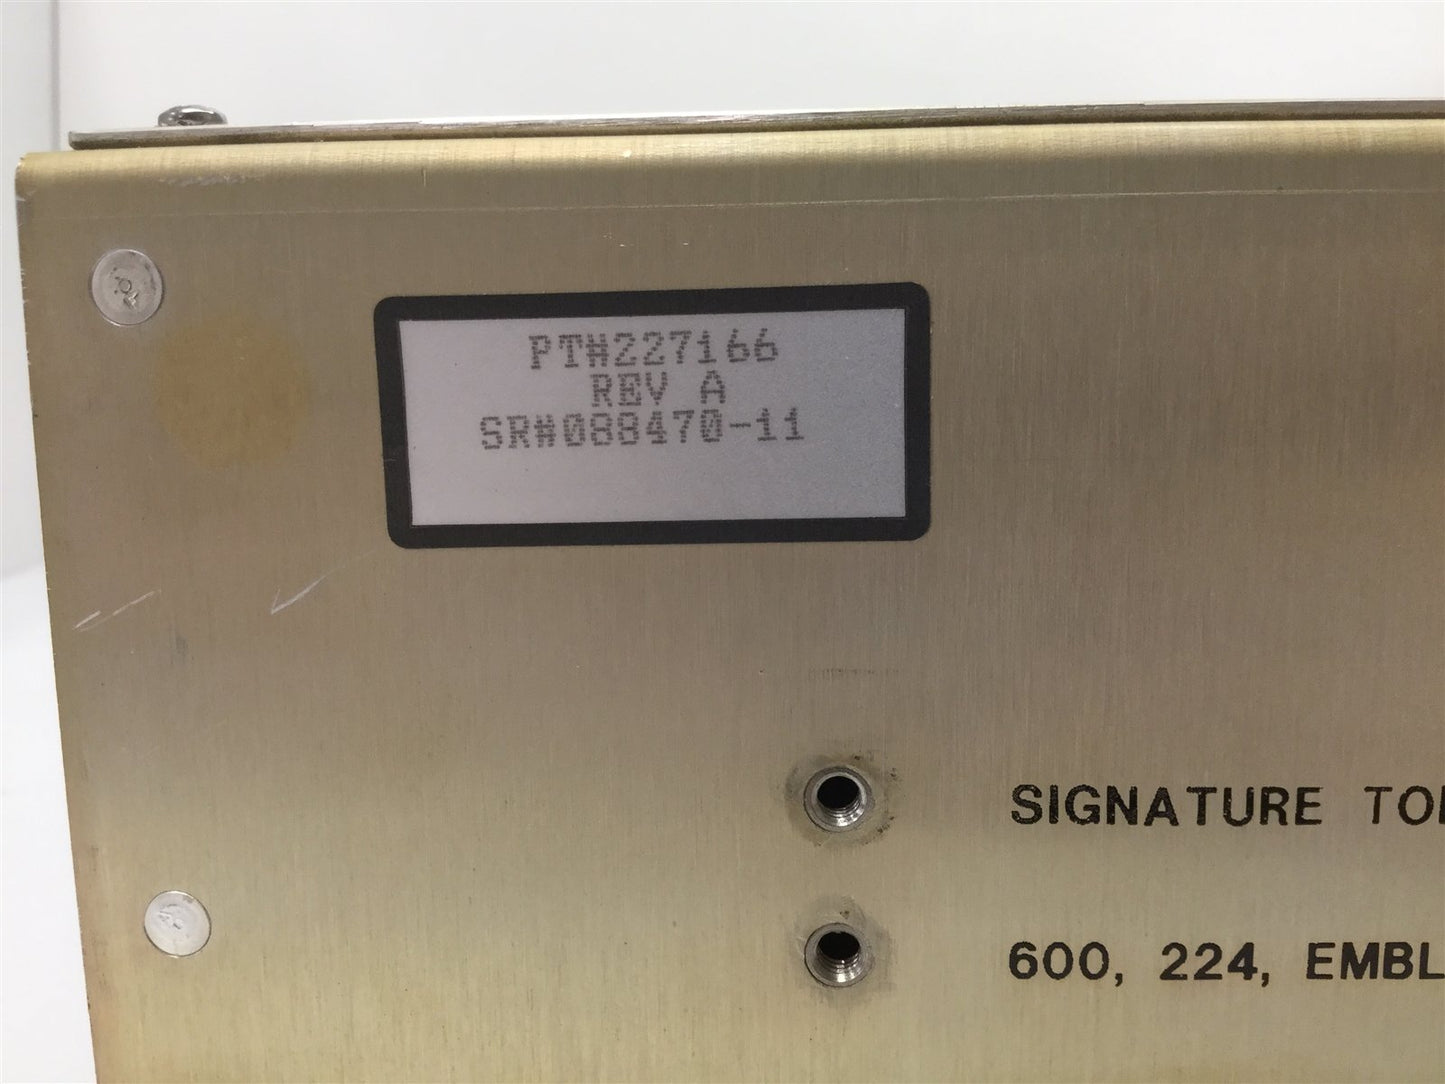 PT#227166
REV A
SR#088470-11
SIGNATURE
600, 224,